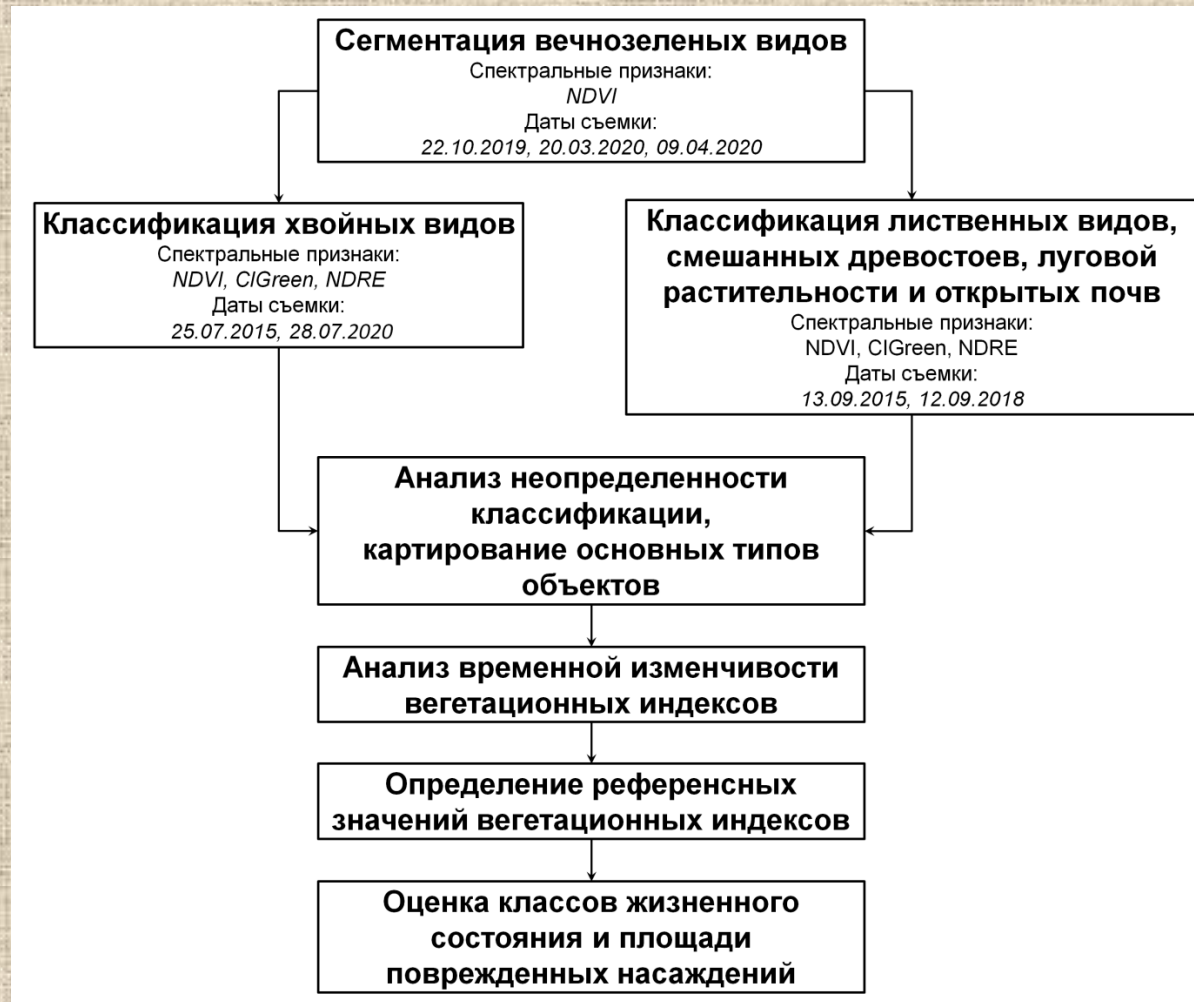 Сегментация вечнозеленых видов
Спектральные признаки:
NDVI
Даты съемки:
22.10.2019, 20.03.2020, 09.04.2020
Классификация хвойных видов
Спектральные признаки:
NDVI, CIGreen, NDRE
Даты съемки:
25.07.2015, 28.07.2020
Классификация лиственных видов,
смешанных древостоев, луговой
растительности и открытых почв
Спектральные признаки:
NDVI, CIGreen, NDRE
Даты съемки:
13.09.2015, 12.09.2018
Анализ неопределенности
классификации,
картирование основных типов
объектов
Анализ временной изменчивости
вегетационных индексов
Определение референсных
значений вегетационных индексов
Оценка классов жизненного
состояния и площади
поврежденных насаждений